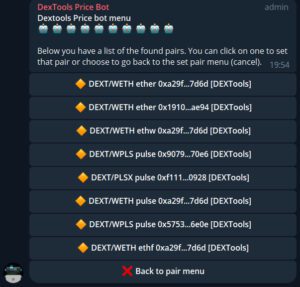 DexTools Price Bot admin
Dextools Price bot menu
Below you have a list of the found pairs. You can click on one to set
that pair or choose to go back to the set pair menu (cancel). 19:54
DEXT/WETH ether 0xa29f...7d6d [DEXTools]
DEXT/WETH ether 0x1910...ae94 [DEXTools]
DEXT/WETH ethw 0xa29f...7d6d [DEXTools]
DEXT/WPLS pulse 0x9079...70e6 [DEXTools]
DEXT/PLSX pulse 0xf111...0928 [DEXTools]
DEXT/WETH pulse 0xa29f...7d6d [DEXTools]
DEXT/WPLS pulse 0x5753...6e0e [DEXTools]
DEXT/WETH ethf 0xa29f...7d6d [DEXTools]
Back to pair menu